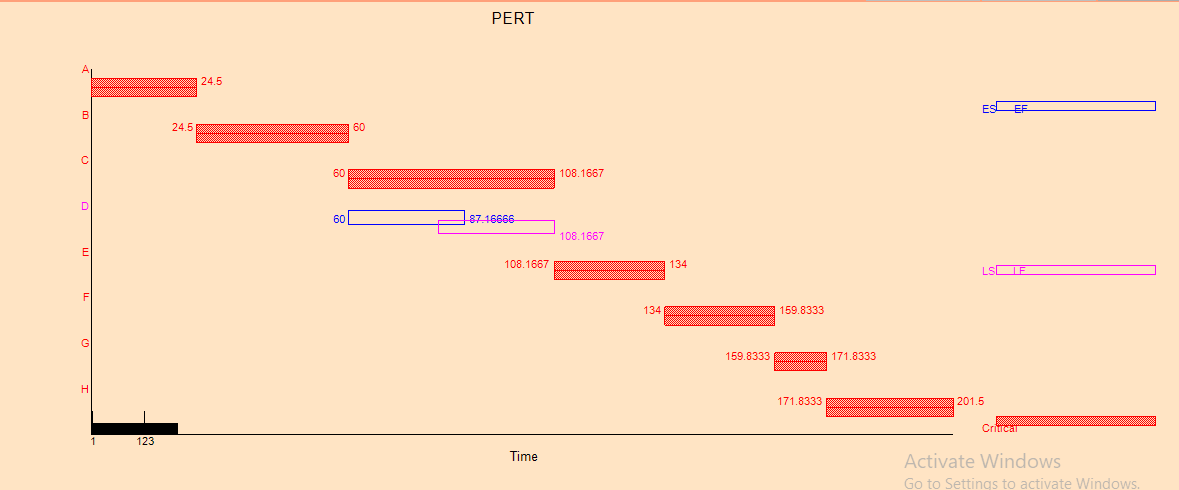 PERT
A
24.5
ES EF
B
24.5 60
C
60 108.1667
D
60 87.16666
108.1667
E
108.1667 134
LS LF
F
134 159.8333
G
159.8333 171.8333
H
171.8333 201.5
Critical
1 123
Time
Activate Windows
Go to Settings to activate Windows.